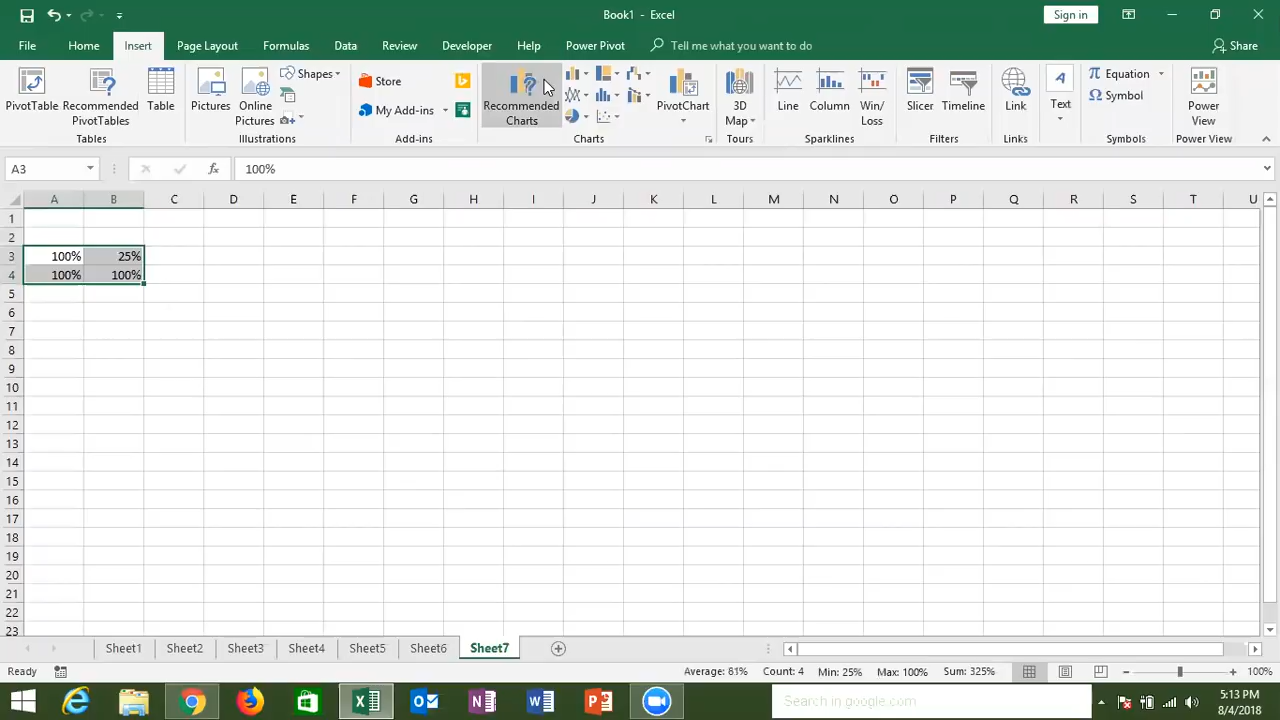 Book1 - Excel
Sign in
File Home Insert Page Layout Formulas Data Review View Developer Help Power Pivot Tell me what you want to do Share
PivotTable Recommended PivotTables Table Pictures Online Pictures Shapes Store My Add-ins Recommended Charts PivotChart 3D Map Line Column Win/Loss Slicer Timeline Link Text Equation Symbol Power View
Tables Illustrations Add-ins Charts Tours Sparklines Filters Links Symbols Power View
A3 fx 100%
A B C D E F G H I J K L M N O P Q R S T U
1
2
3 100% 25%
4 100% 100%
5
6
7
8
9
10
11
12
13
14
15
16
17
18
19
20
21
22
23
Sheet1 Sheet2 Sheet3 Sheet4 Sheet5 Sheet6 Sheet7
Ready Average: 81% Count: 4 Min: 25% Max: 100% Sum: 325% 100%
Search in google.com
5:13 PM
8/4/2018